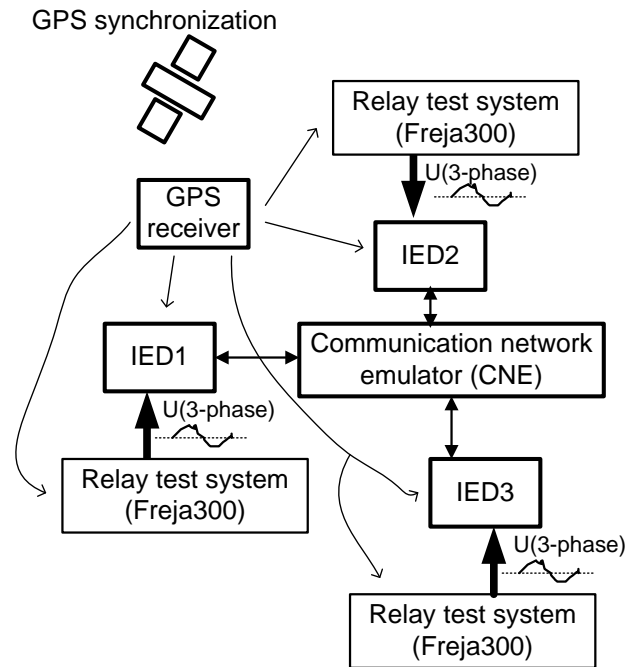 GPS synchronization
Relay test system
(Freja300)
U(3-phase)
GPS
receiver
IED2
IED1
Communication network
emulator (CNE)
U(3-phase)
Relay test system
(Freja300)
IED3
U(3-phase)
Relay test system
(Freja300)